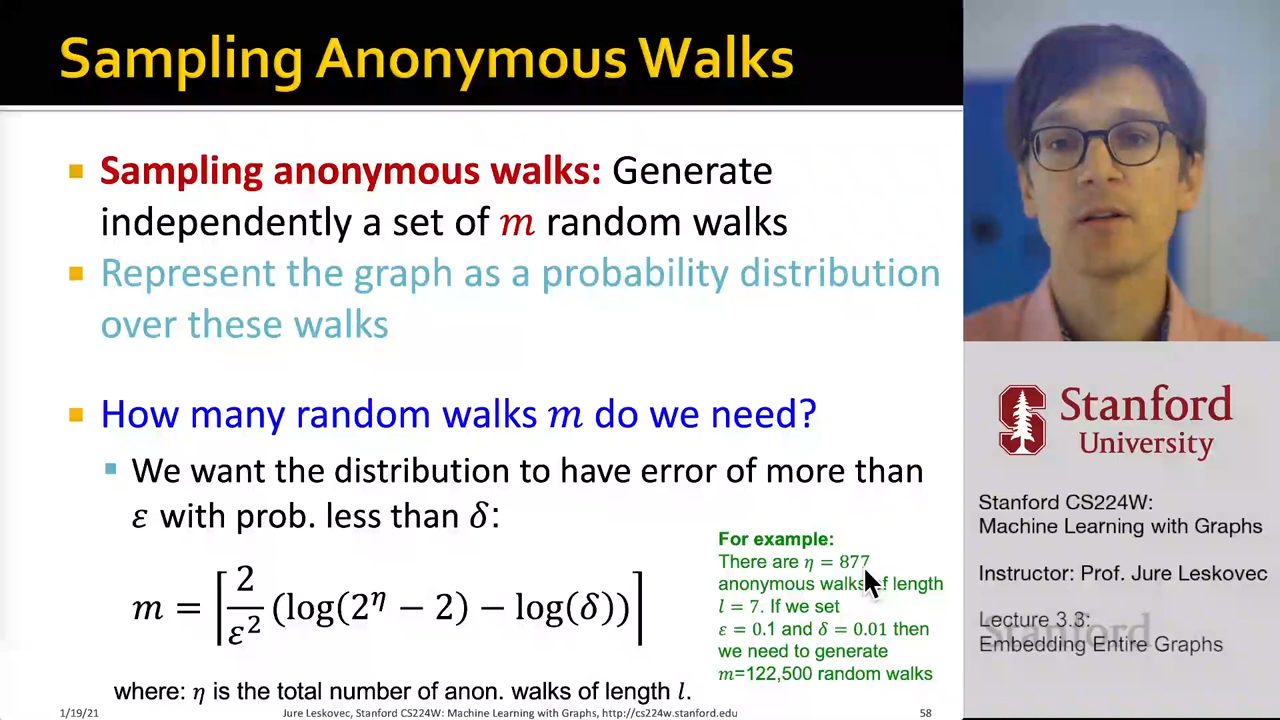 Sampling Anonymous Walks
Sampling anonymous walks: Generate
independently a set of m random walks
Represent the graph as a probability distribution
over these walks
How many random walks m do we need?
We want the distribution to have error of more than
ε with prob. less than δ:
m = ⌈2/ε² (log(2^η − 2) − log(δ))⌉
where: η is the total number of anon. walks of length l.
For example:
There are η = 877
anonymous walks of length
l = 7. If we set
ε = 0.1 and δ = 0.01 then
we need to generate
m=122,500 random walks
1/19/21
Jure Leskovec, Stanford CS224W: Machine Learning with Graphs, http://cs224w.stanford.edu
58
Stanford
University
Stanford CS224W:
Machine Learning with Graphs
Instructor: Prof. Jure Leskovec
Lecture 3.3:
Embedding Entire Graphs
Stanford